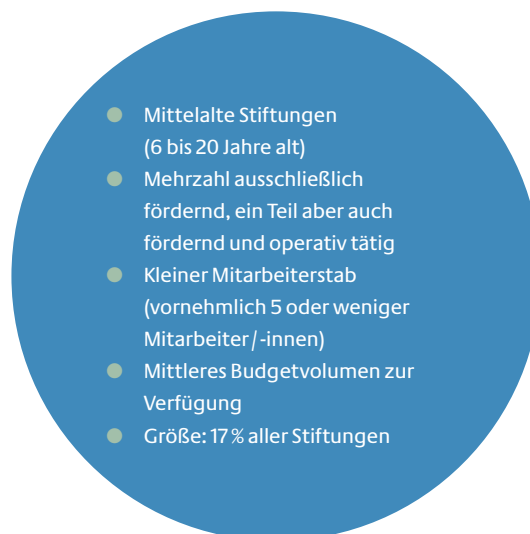 Mittelalte Stiftungen
(6 bis 20 Jahre alt)
Mehrzahl ausschließlich
fördernd, ein Teil aber auch
fördernd und operativ tätig
Kleiner Mitarbeiterstab
(vornehmlich 5 oder weniger
Mitarbeiter / -innen)
Mittleres Budgetvolumen zur
Verfügung
Größe: 17 % aller Stiftungen